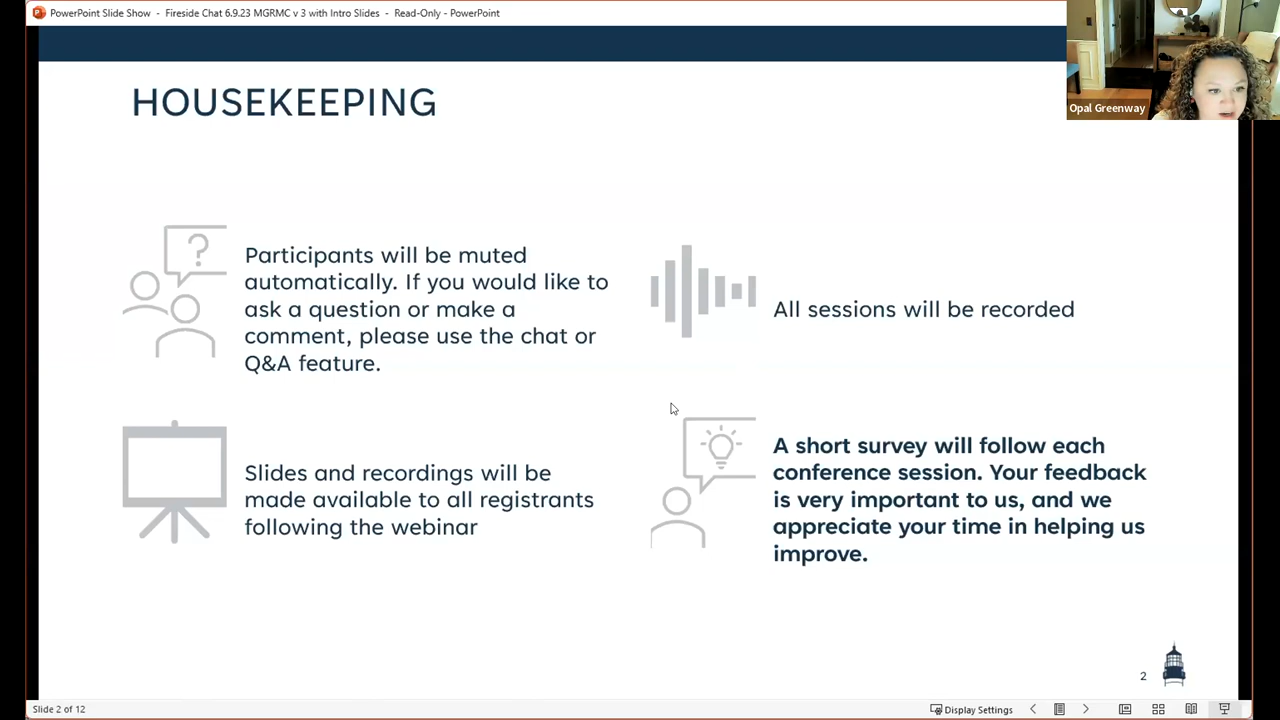 PowerPoint Slide Show - Fireside Chat 6.9.23 MGRMC v 3 with Intro Slides - Read-Only - PowerPoint
Opal Greenway
HOUSEKEEPING
Participants will be muted
automatically. If you would like to
ask a question or make a
comment, please use the chat or
Q&A feature.
All sessions will be recorded
Slides and recordings will be
made available to all registrants
following the webinar
A short survey will follow each
conference session. Your feedback
is very important to us, and we
appreciate your time in helping us
improve.
2
Slide 2 of 12
Display Settings